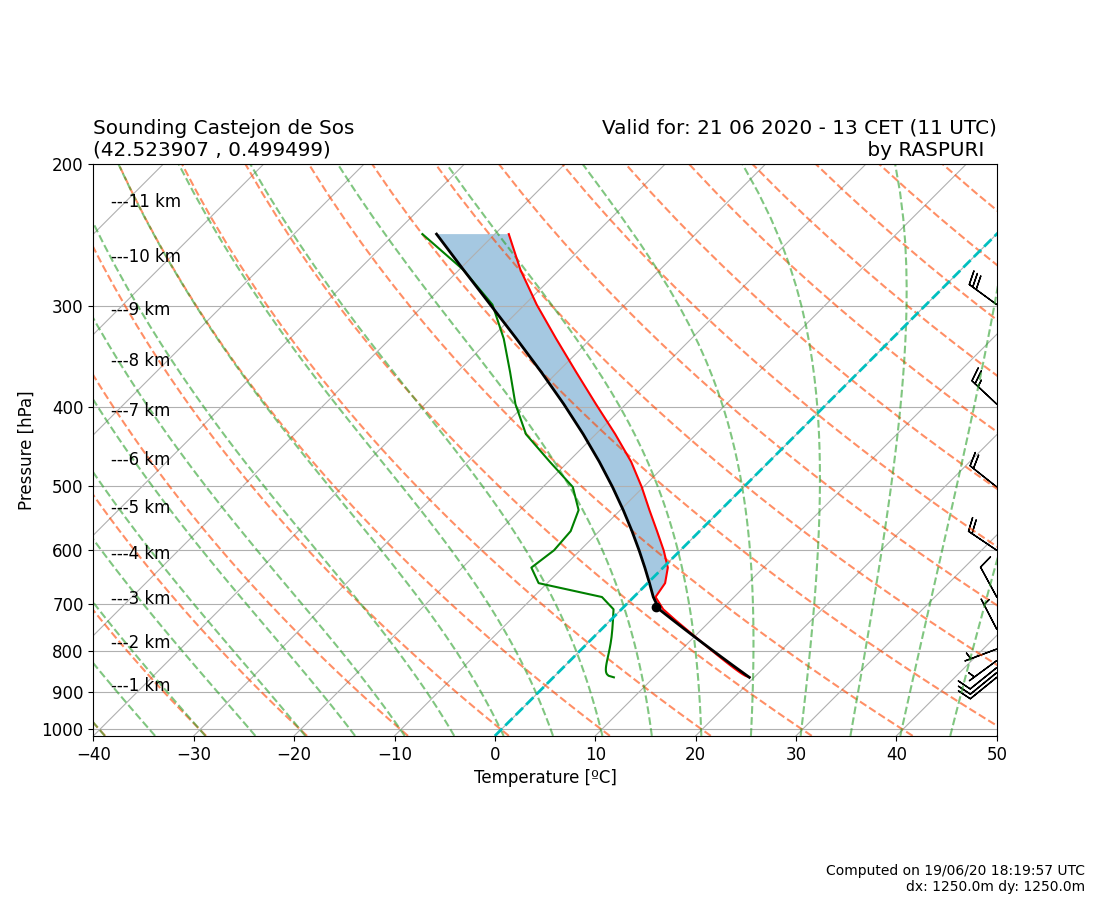 Sounding Castejon de Sos
(42.523907 , 0.499499)
Valid for: 21 06 2020 - 13 CET (11 UTC)
by RASPURI
200
300
400
500
600
700
800
900
1000
Pressure [hPa]
---11 km
---10 km
---9 km
---8 km
---7 km
---6 km
---5 km
---4 km
---3 km
---2 km
---1 km
−40 −30 −20 −10 0 10 20 30 40 50
Temperature [ºC]
Computed on 19/06/20 18:19:57 UTC
dx: 1250.0m dy: 1250.0m